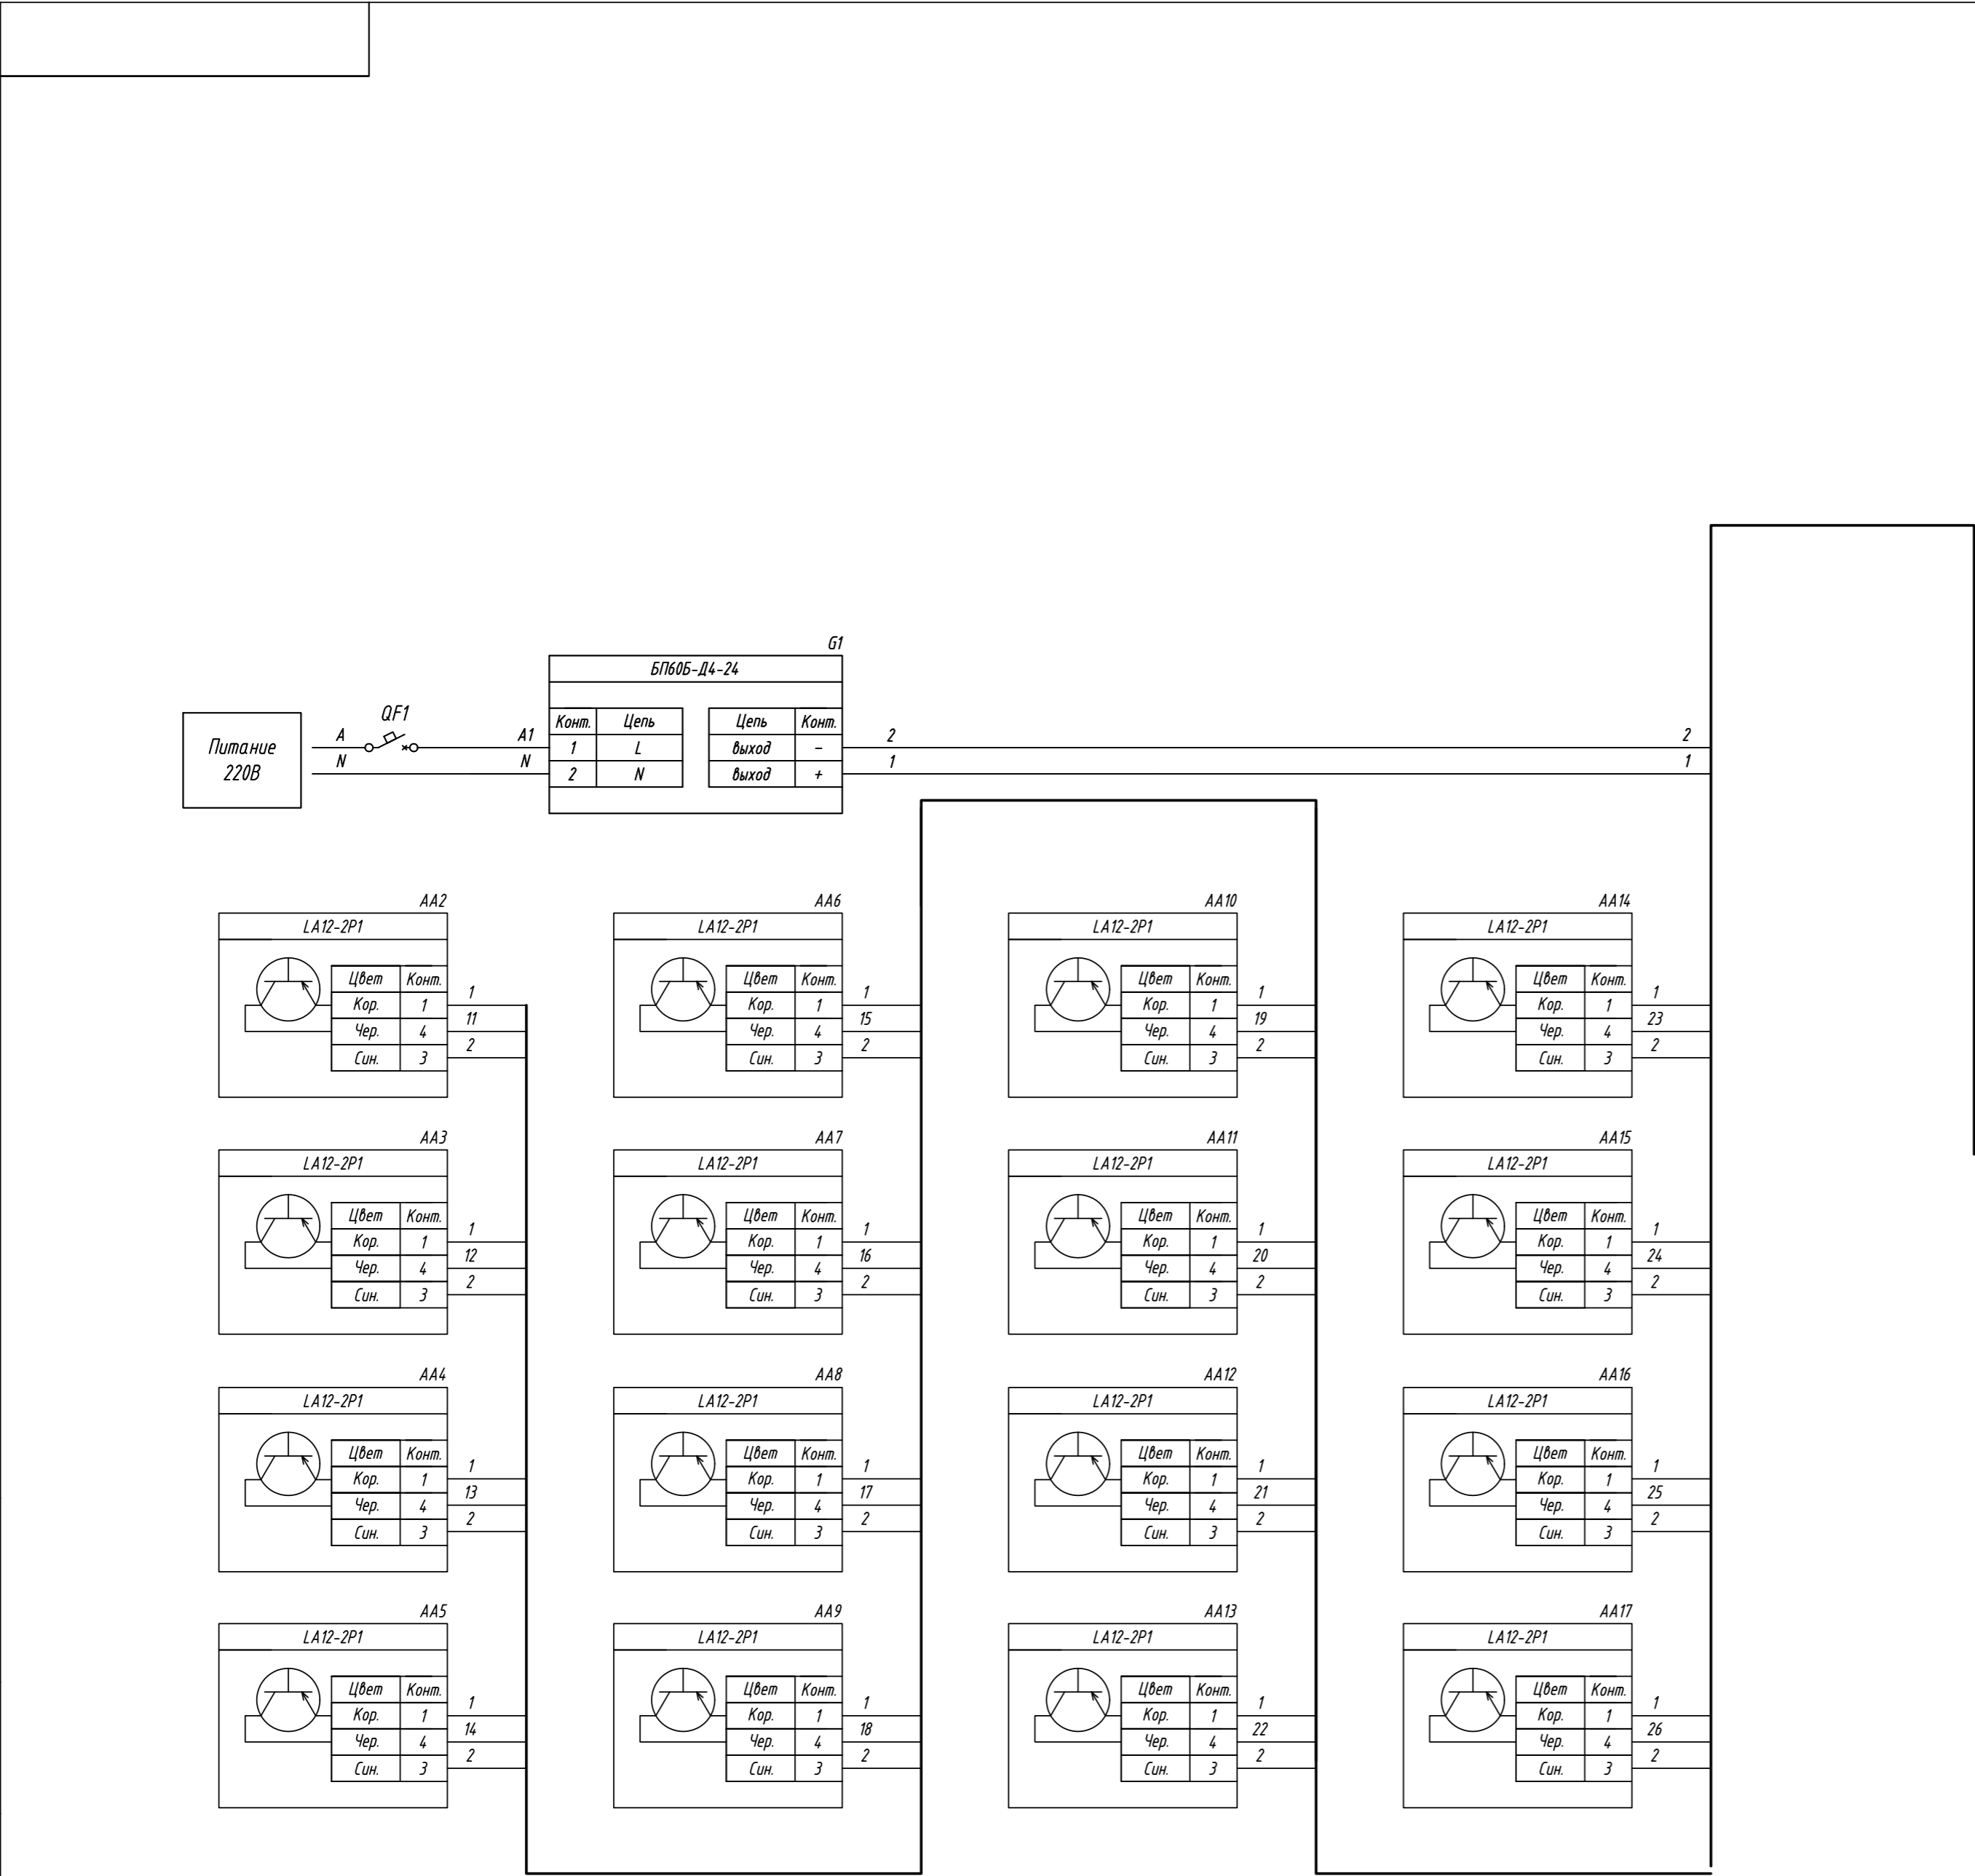 G1
БП60Б-Д4-24
Конт. Цепь Цепь Конт.
Питание
220В
A QF1 A1 1 L выход - 2 2
N N 2 N выход + 1 1
AA2 AA6 AA10 AA14
LA12-2P1 LA12-2P1 LA12-2P1 LA12-2P1
Цвет Конт. Цвет Конт. Цвет Конт. Цвет Конт.
Кор. 1 1 Кор. 1 1 Кор. 1 1 Кор. 1 1
Чер. 4 11 Чер. 4 15 Чер. 4 19 Чер. 4 23
Син. 3 2 Син. 3 2 Син. 3 2 Син. 3 2
AA3 AA7 AA11 AA15
LA12-2P1 LA12-2P1 LA12-2P1 LA12-2P1
Цвет Конт. Цвет Конт. Цвет Конт. Цвет Конт.
Кор. 1 1 Кор. 1 1 Кор. 1 1 Кор. 1 1
Чер. 4 12 Чер. 4 16 Чер. 4 20 Чер. 4 24
Син. 3 2 Син. 3 2 Син. 3 2 Син. 3 2
AA4 AA8 AA12 AA16
LA12-2P1 LA12-2P1 LA12-2P1 LA12-2P1
Цвет Конт. Цвет Конт. Цвет Конт. Цвет Конт.
Кор. 1 1 Кор. 1 1 Кор. 1 1 Кор. 1 1
Чер. 4 13 Чер. 4 17 Чер. 4 21 Чер. 4 25
Син. 3 2 Син. 3 2 Син. 3 2 Син. 3 2
AA5 AA9 AA13 AA17
LA12-2P1 LA12-2P1 LA12-2P1 LA12-2P1
Цвет Конт. Цвет Конт. Цвет Конт. Цвет Конт.
Кор. 1 1 Кор. 1 1 Кор. 1 1 Кор. 1 1
Чер. 4 14 Чер. 4 18 Чер. 4 22 Чер. 4 26
Син. 3 2 Син. 3 2 Син. 3 2 Син. 3 2